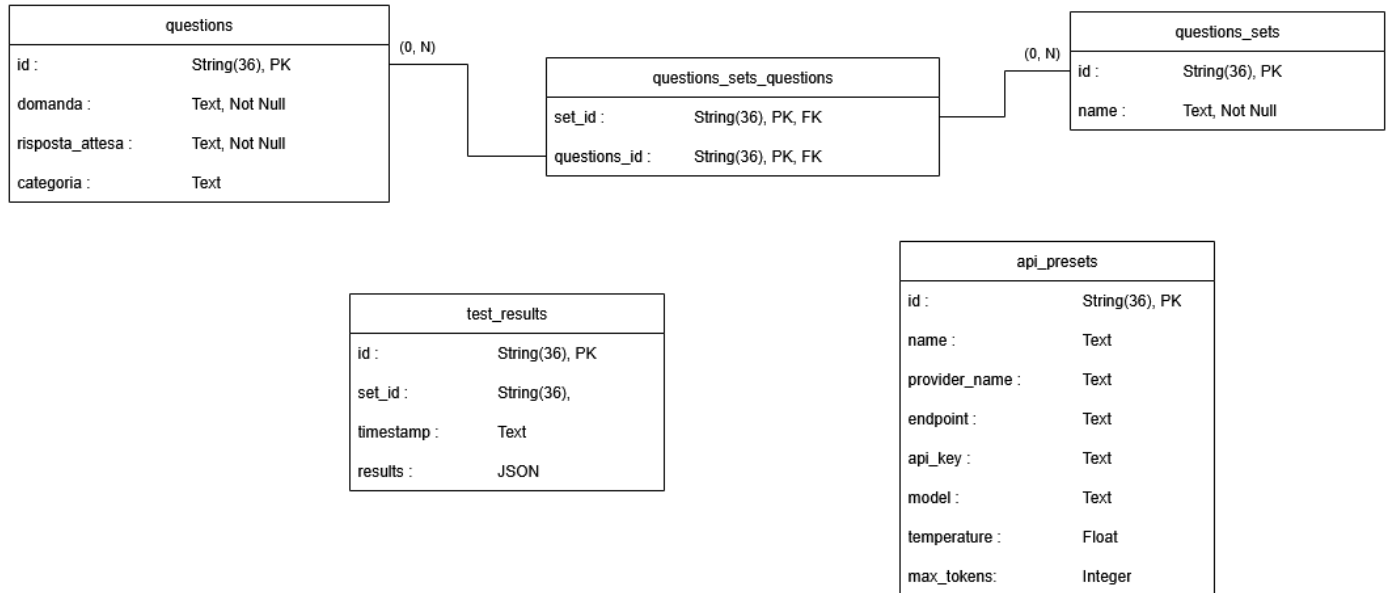 questions
id : String(36), PK
domanda : Text, Not Null
risposta_attesa : Text, Not Null
categoria : Text
(0, N)
questions_sets_questions
set_id : String(36), PK, FK
questions_id : String(36), PK, FK
(0, N)
questions_sets
id : String(36), PK
name : Text, Not Null
test_results
id : String(36), PK
set_id : String(36),
timestamp : Text
results : JSON
api_presets
id : String(36), PK
name : Text
provider_name : Text
endpoint : Text
api_key : Text
model : Text
temperature : Float
max_tokens: Integer